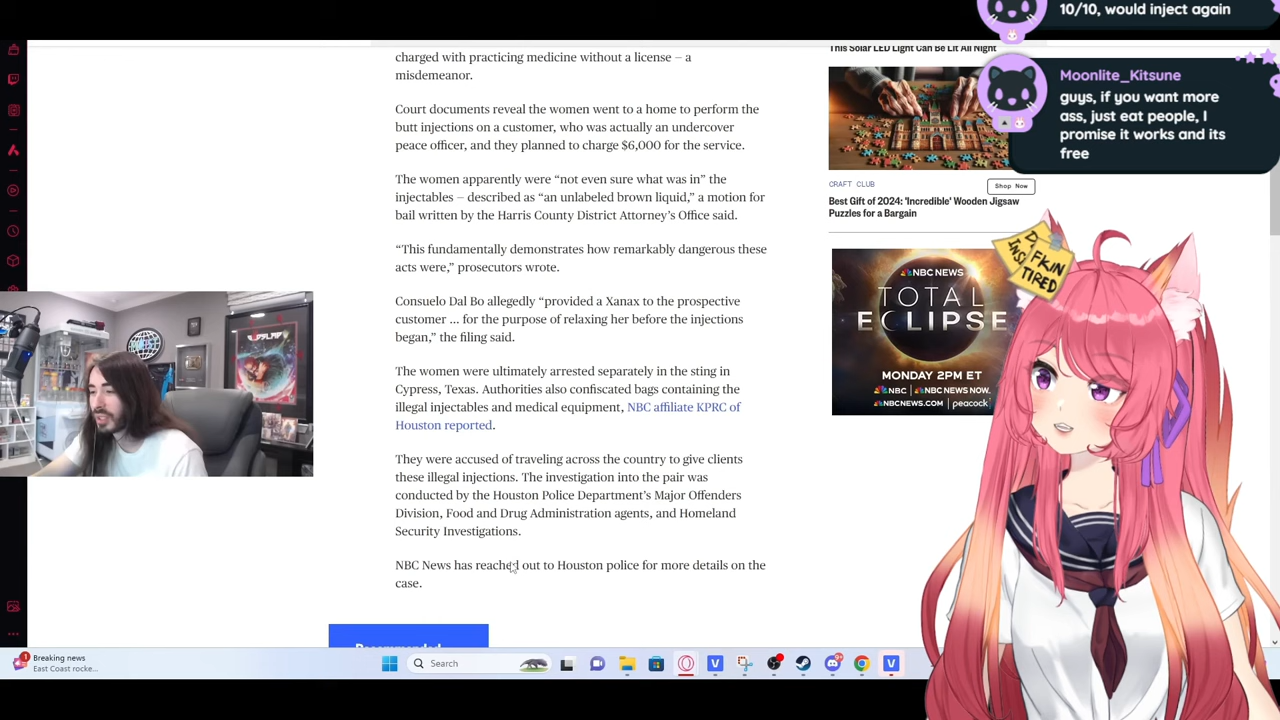 10/10, would inject again
Moonlite_Kitsune
guys, if you want more
ass, just eat people, I
promise it works and its
free
charged with practicing medicine without a license – a
misdemeanor.
Court documents reveal the women went to a home to perform the
butt injections on a customer, who was actually an undercover
peace officer, and they planned to charge $6,000 for the service.
The women apparently were “not even sure what was in” the
injectables – described as “an unlabeled brown liquid,” a motion for
bail written by the Harris County District Attorney’s Office said.
“This fundamentally demonstrates how remarkably dangerous these
acts were,” prosecutors wrote.
Consuelo Dal Bo allegedly “provided a Xanax to the prospective
customer ... for the purpose of relaxing her before the injections
began,” the filing said.
The women were ultimately arrested separately in the sting in
Cypress, Texas. Authorities also confiscated bags containing the
illegal injectables and medical equipment, NBC affiliate KPRC of
Houston reported.
They were accused of traveling across the country to give clients
these illegal injections. The investigation into the pair was
conducted by the Houston Police Department’s Major Offenders
Division, Food and Drug Administration agents, and Homeland
Security Investigations.
NBC News has reached out to Houston police for more details on the
case.
Recommended
This Solar LED Light Can Be Lit All Night
CRAFT CLUB
Shop Now
Best Gift of 2024: 'Incredible' Wooden Jigsaw
Puzzles for a Bargain
NBC NEWS
TOTAL
ECLIPSE
MONDAY 2PM ET
NBC | NBC NEWS NOW.
NBCNEWS.COM | peacock
TIRED
Breaking news
East Coast rocke...
Search